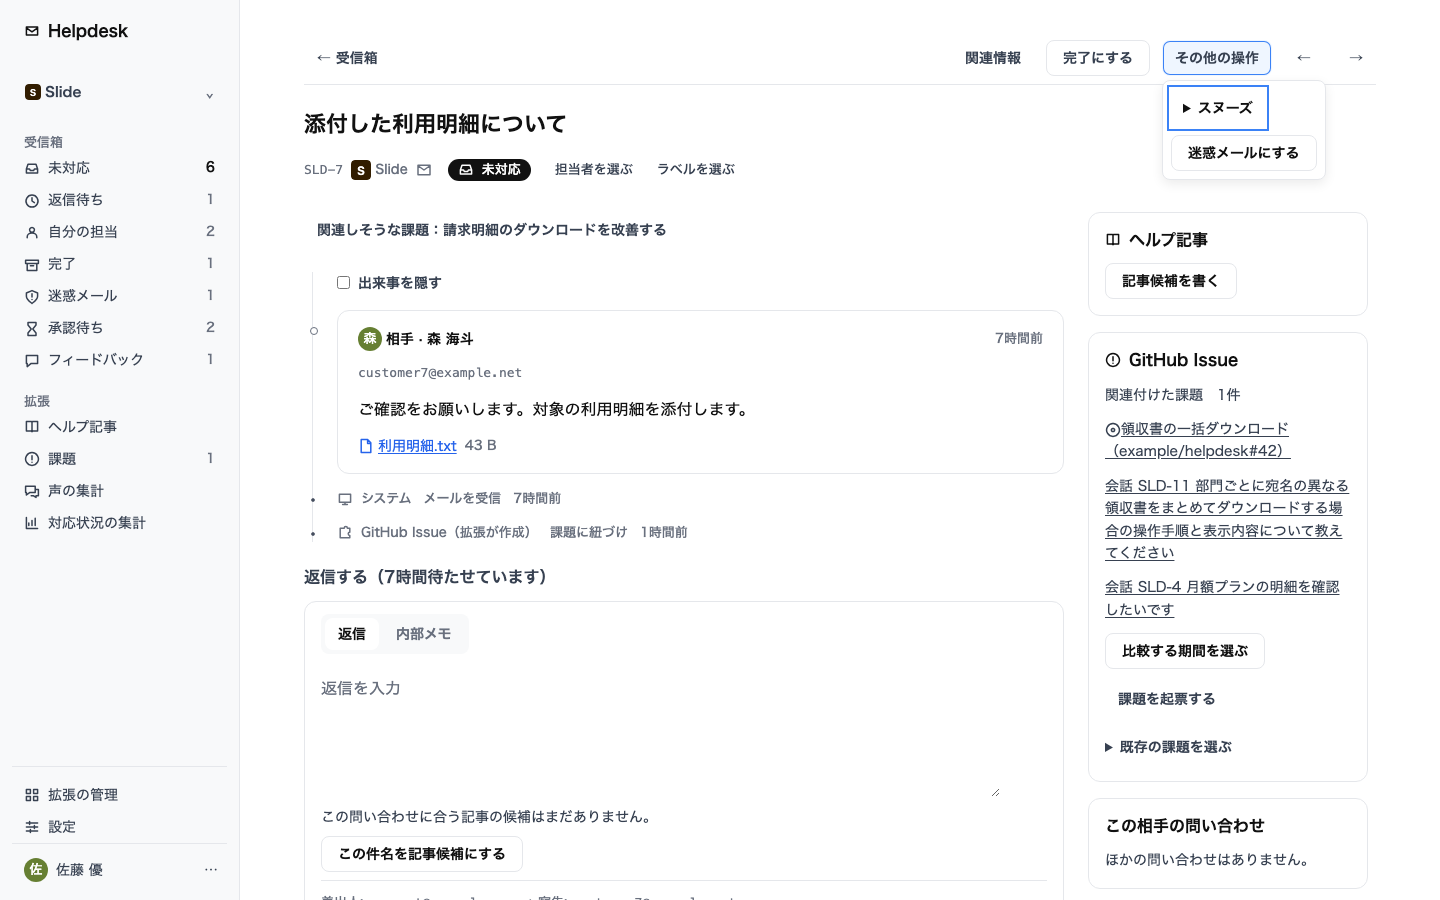 Helpdesk
S Slide
受信箱
未対応 6
返信待ち 1
自分の担当 2
完了 1
迷惑メール 1
承認待ち 2
フィードバック 1
拡張
ヘルプ記事
課題 1
声の集計
対応状況の集計
拡張の管理
設定
佐 佐藤 優 …
← 受信箱
関連情報 完了にする その他の操作 ← →
▶ スヌーズ
迷惑メールにする
添付した利用明細について
SLD-7 S Slide 未対応 担当者を選ぶ ラベルを選ぶ
関連しそうな課題：請求明細のダウンロードを改善する
出来事を隠す
森 相手 · 森 海斗 7時間前
customer7@example.net
ご確認をお願いします。対象の利用明細を添付します。
利用明細.txt 43 B
システム メールを受信 7時間前
GitHub Issue（拡張が作成） 課題に紐づけ 1時間前
返信する（7時間待たせています）
返信 内部メモ
返信を入力
この問い合わせに合う記事の候補はまだありません。
この件名を記事候補にする
ヘルプ記事
記事候補を書く
GitHub Issue
関連付けた課題 1件
領収書の一括ダウンロード
（example/helpdesk#42）
会話 SLD-11 部門ごとに宛名の異なる
領収書をまとめてダウンロードする場
合の操作手順と表示内容について教え
てください
会話 SLD-4 月額プランの明細を確認
したいです
比較する期間を選ぶ
課題を起票する
▶ 既存の課題を選ぶ
この相手の問い合わせ
ほかの問い合わせはありません。